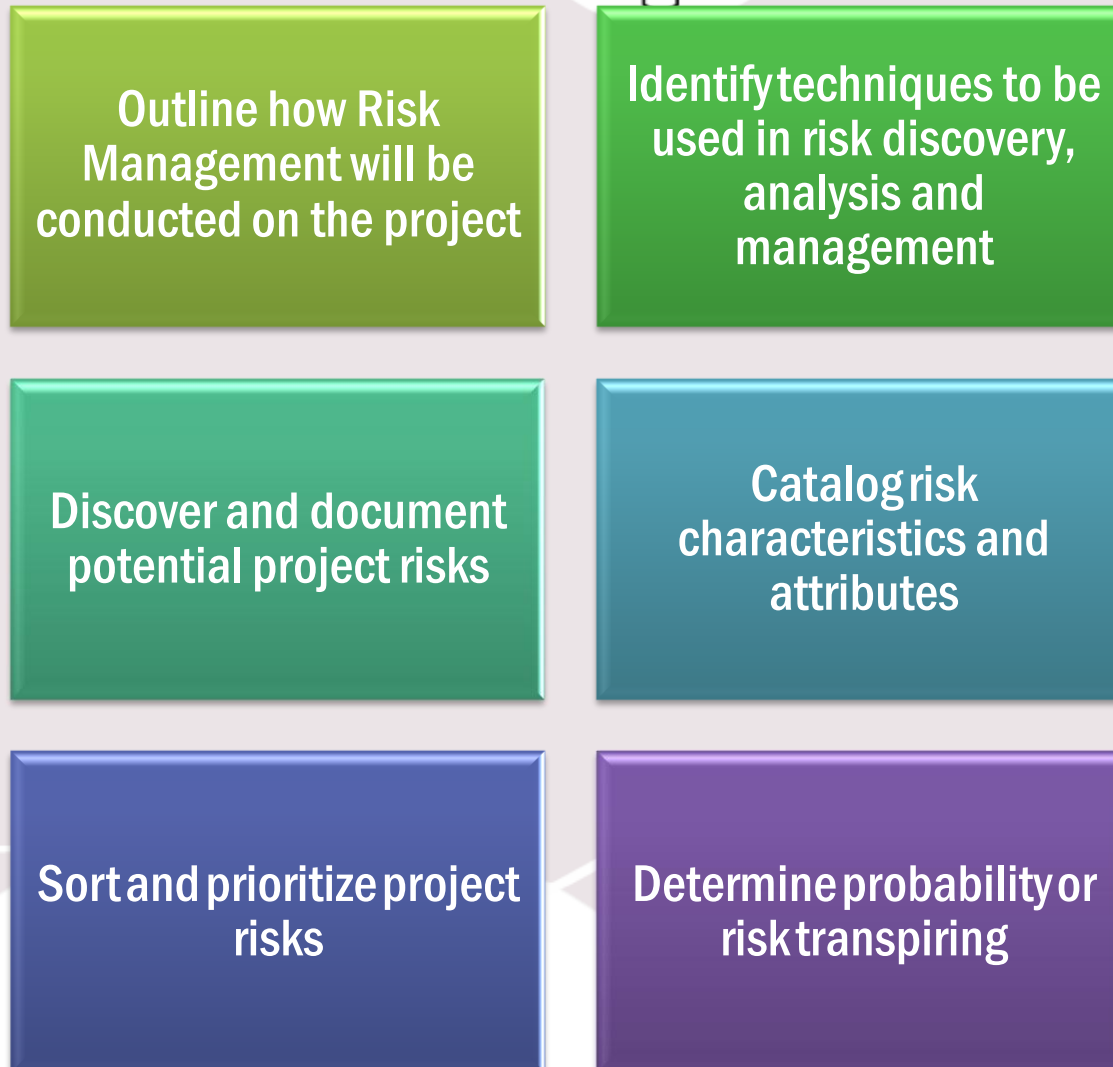 Outline how Risk
Management will be
conducted on the project
Identify techniques to be
used in risk discovery,
analysis and
management
Discover and document
potential project risks
Catalog risk
characteristics and
attributes
Sort and prioritize project
risks
Determine probability or
risk transpiring